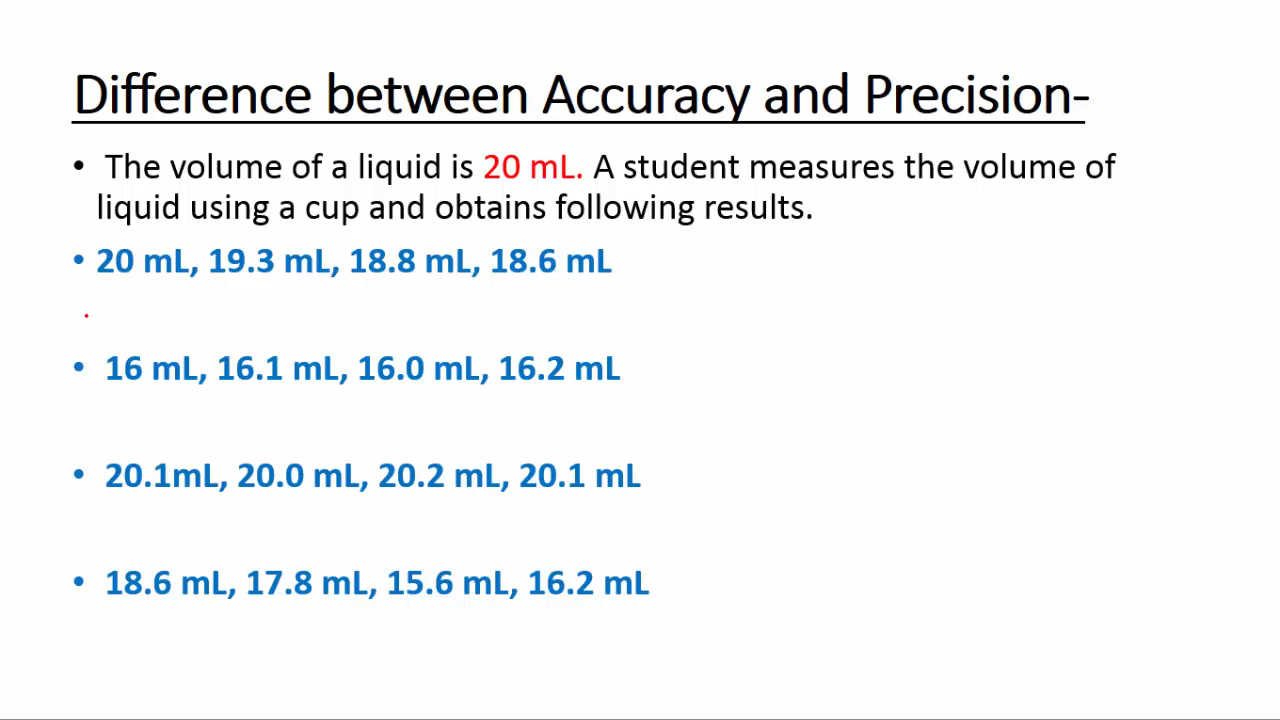 Difference between Accuracy and Precision-
• The volume of a liquid is 20 mL. A student measures the volume of
liquid using a cup and obtains following results.
• 20 mL, 19.3 mL, 18.8 mL, 18.6 mL
• 16 mL, 16.1 mL, 16.0 mL, 16.2 mL
• 20.1mL, 20.0 mL, 20.2 mL, 20.1 mL
• 18.6 mL, 17.8 mL, 15.6 mL, 16.2 mL